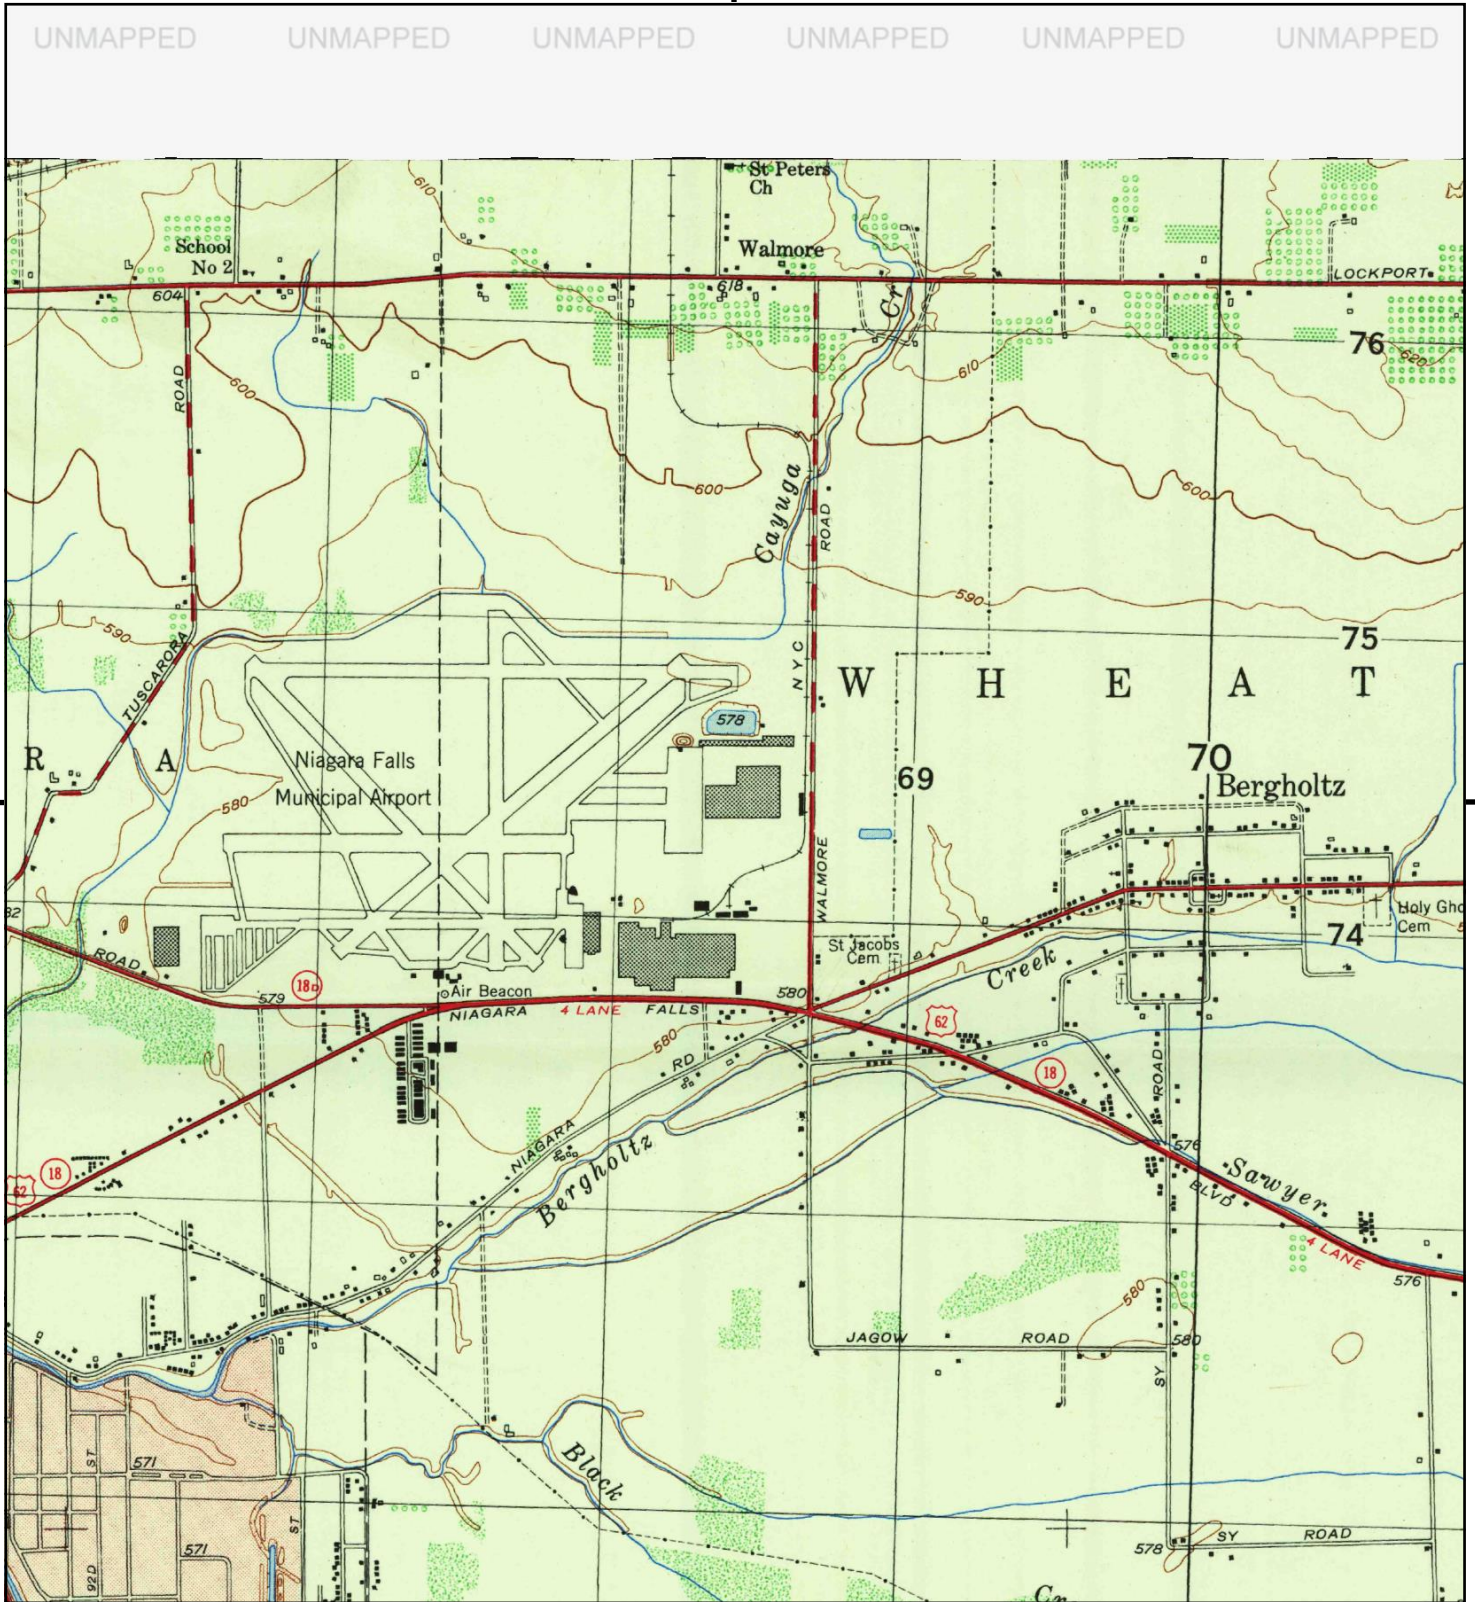 UNMAPPED UNMAPPED UNMAPPED UNMAPPED UNMAPPED UNMAPPED
St Peters
Ch
610
School
No 2
Walmore
LOCKPORT
604
618
Cr
76
620
610
ROAD
600
600
600
Cayuga
ROAD
590
590
75
TUSCARORA
N Y C
W H E A T
578
R A
Niagara Falls
Municipal Airport
70
Bergholtz
69
580
WALMORE
82
Holy Gho
Cem
74
St Jacobs
Cem
Creek
ROAD
18D
579
Air Beacon
580
NIAGARA
4 LANE
FALLS
62
580
RD
18
ROAD
NIAGARA
576
Bergholtz
Sawyer
BLVD
18
62
4 LANE
576
580
JAGOW ROAD
580
SY
Black
ST
571
ST
SY ROAD
578
571
92D
Cr